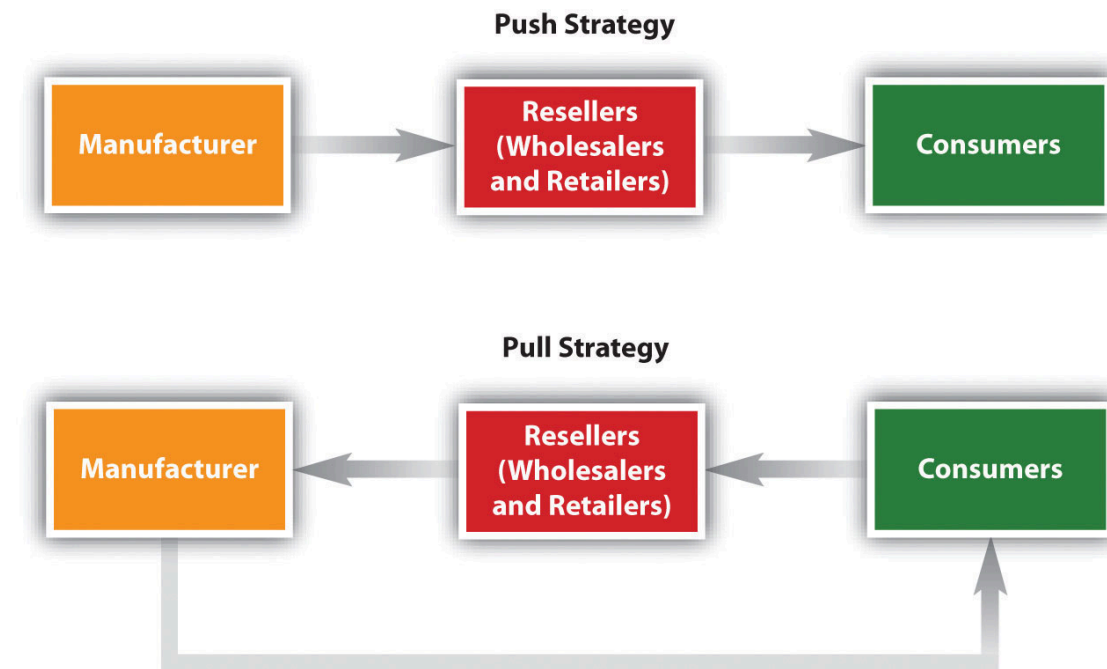 Push Strategy
Manufacturer
Resellers
(Wholesalers
and Retailers)
Consumers
Pull Strategy
Manufacturer
Resellers
(Wholesalers
and Retailers)
Consumers